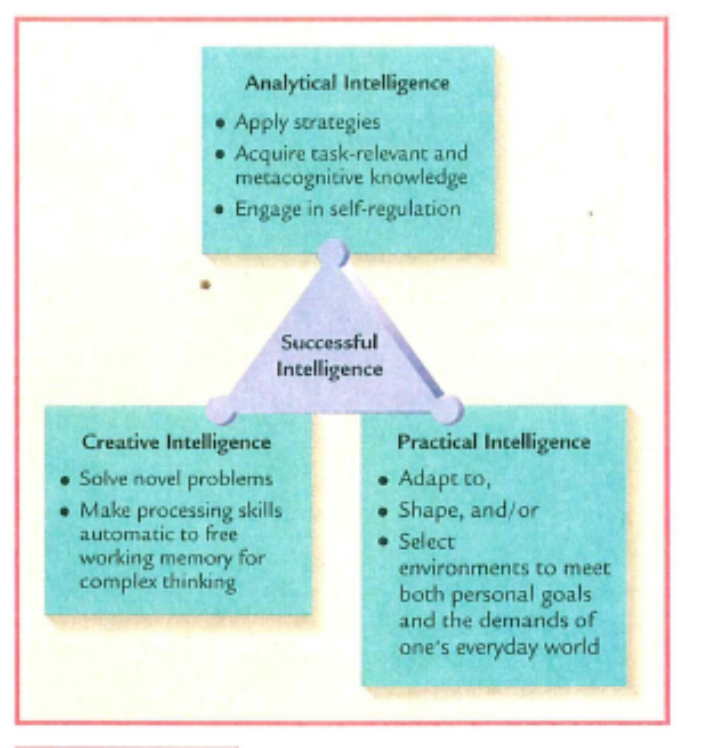 Analytical Intelligence
• Apply strategies
• Acquire task-relevant and
metacognitive knowledge
• Engage in self-regulation
Successful
Intelligence
Creative Intelligence
• Solve novel problems
• Make processing skills
automatic to free
working memory for
complex thinking
Practical Intelligence
• Adapt to,
• Shape, and/or
• Select
environments to meet
both personal goals
and the demands of
one's everyday world